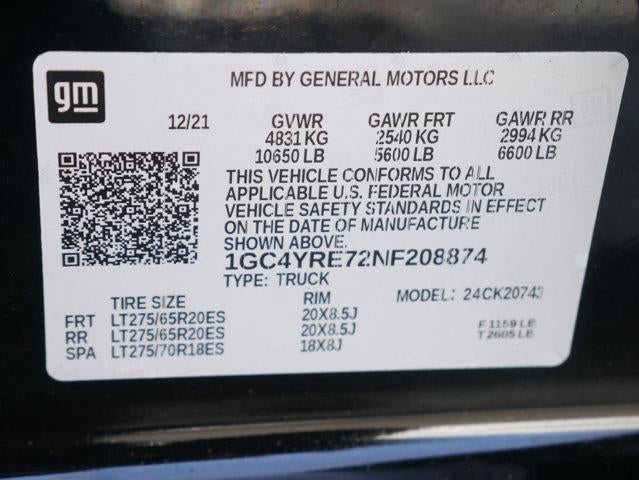 gm
MFD BY GENERAL MOTORS LLC
12/21 GVWR GAWR FRT GAWR RR
4831 KG 2540 KG 2994 KG
10650 LB 5600 LB 6600 LB
THIS VEHICLE CONFORMS TO ALL
APPLICABLE U.S. FEDERAL MOTOR
VEHICLE SAFETY STANDARDS IN EFFECT
ON THE DATE OF MANUFACTURE
SHOWN ABOVE.
1GC4YRE72NF208874
TYPE: TRUCK
TIRE SIZE RIM MODEL: 24CK20743
FRT LT275/65R20ES 20X8.5J
RR LT275/65R20ES 20X8.5J
SPA LT275/70R18ES 18X8J
F 1159 LB
T 2605 LB